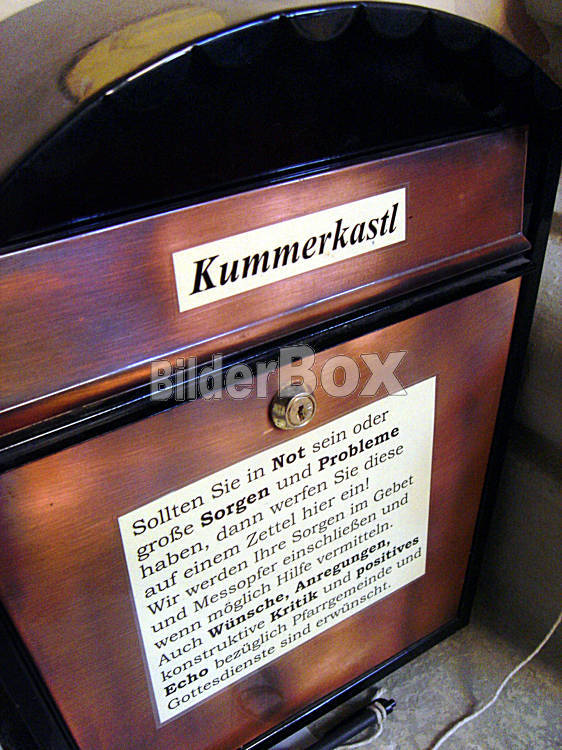 Kummerkastl
BilderBOX
Sollten Sie in Not sein oder
große Sorgen und Probleme
haben, dann werfen Sie diese
auf einem Zettel hier ein!
Wir werden Ihre Sorgen im Gebet
und Messopfer einschließen und
wenn möglich Hilfe vermitteln.
Auch Wünsche, Anregungen,
konstruktive Kritik und positives
Echo bezüglich Pfarrgemeinde und
Gottesdienste sind erwünscht.